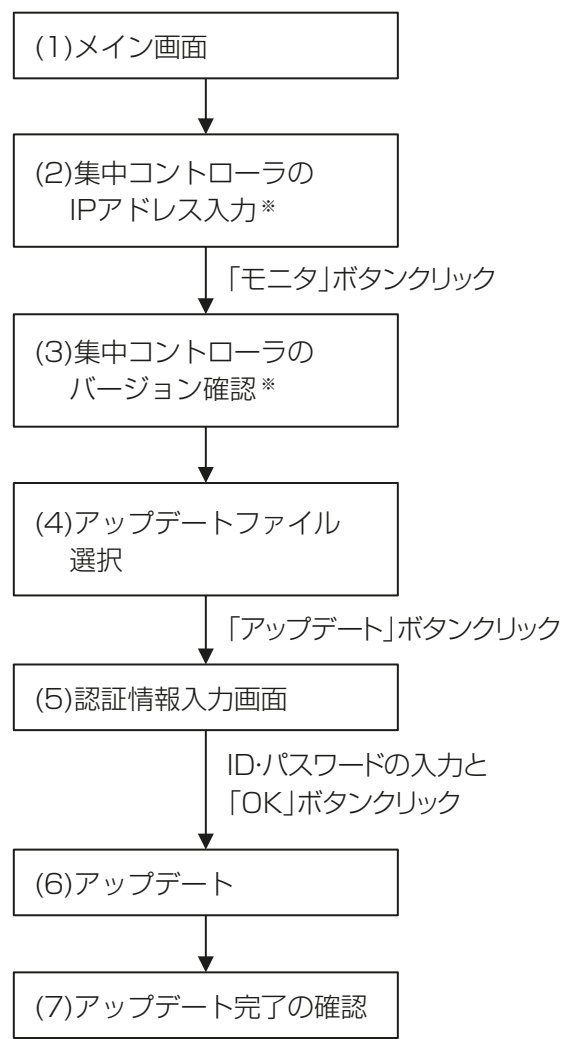 (1)メイン画面
(2)集中コントローラの
IPアドレス入力※
「モニタ」ボタンクリック
(3)集中コントローラの
バージョン確認※
(4)アップデートファイル
選択
「アップデート」ボタンクリック
(5)認証情報入力画面
ID・パスワードの入力と
「OK」ボタンクリック
(6)アップデート
(7)アップデート完了の確認